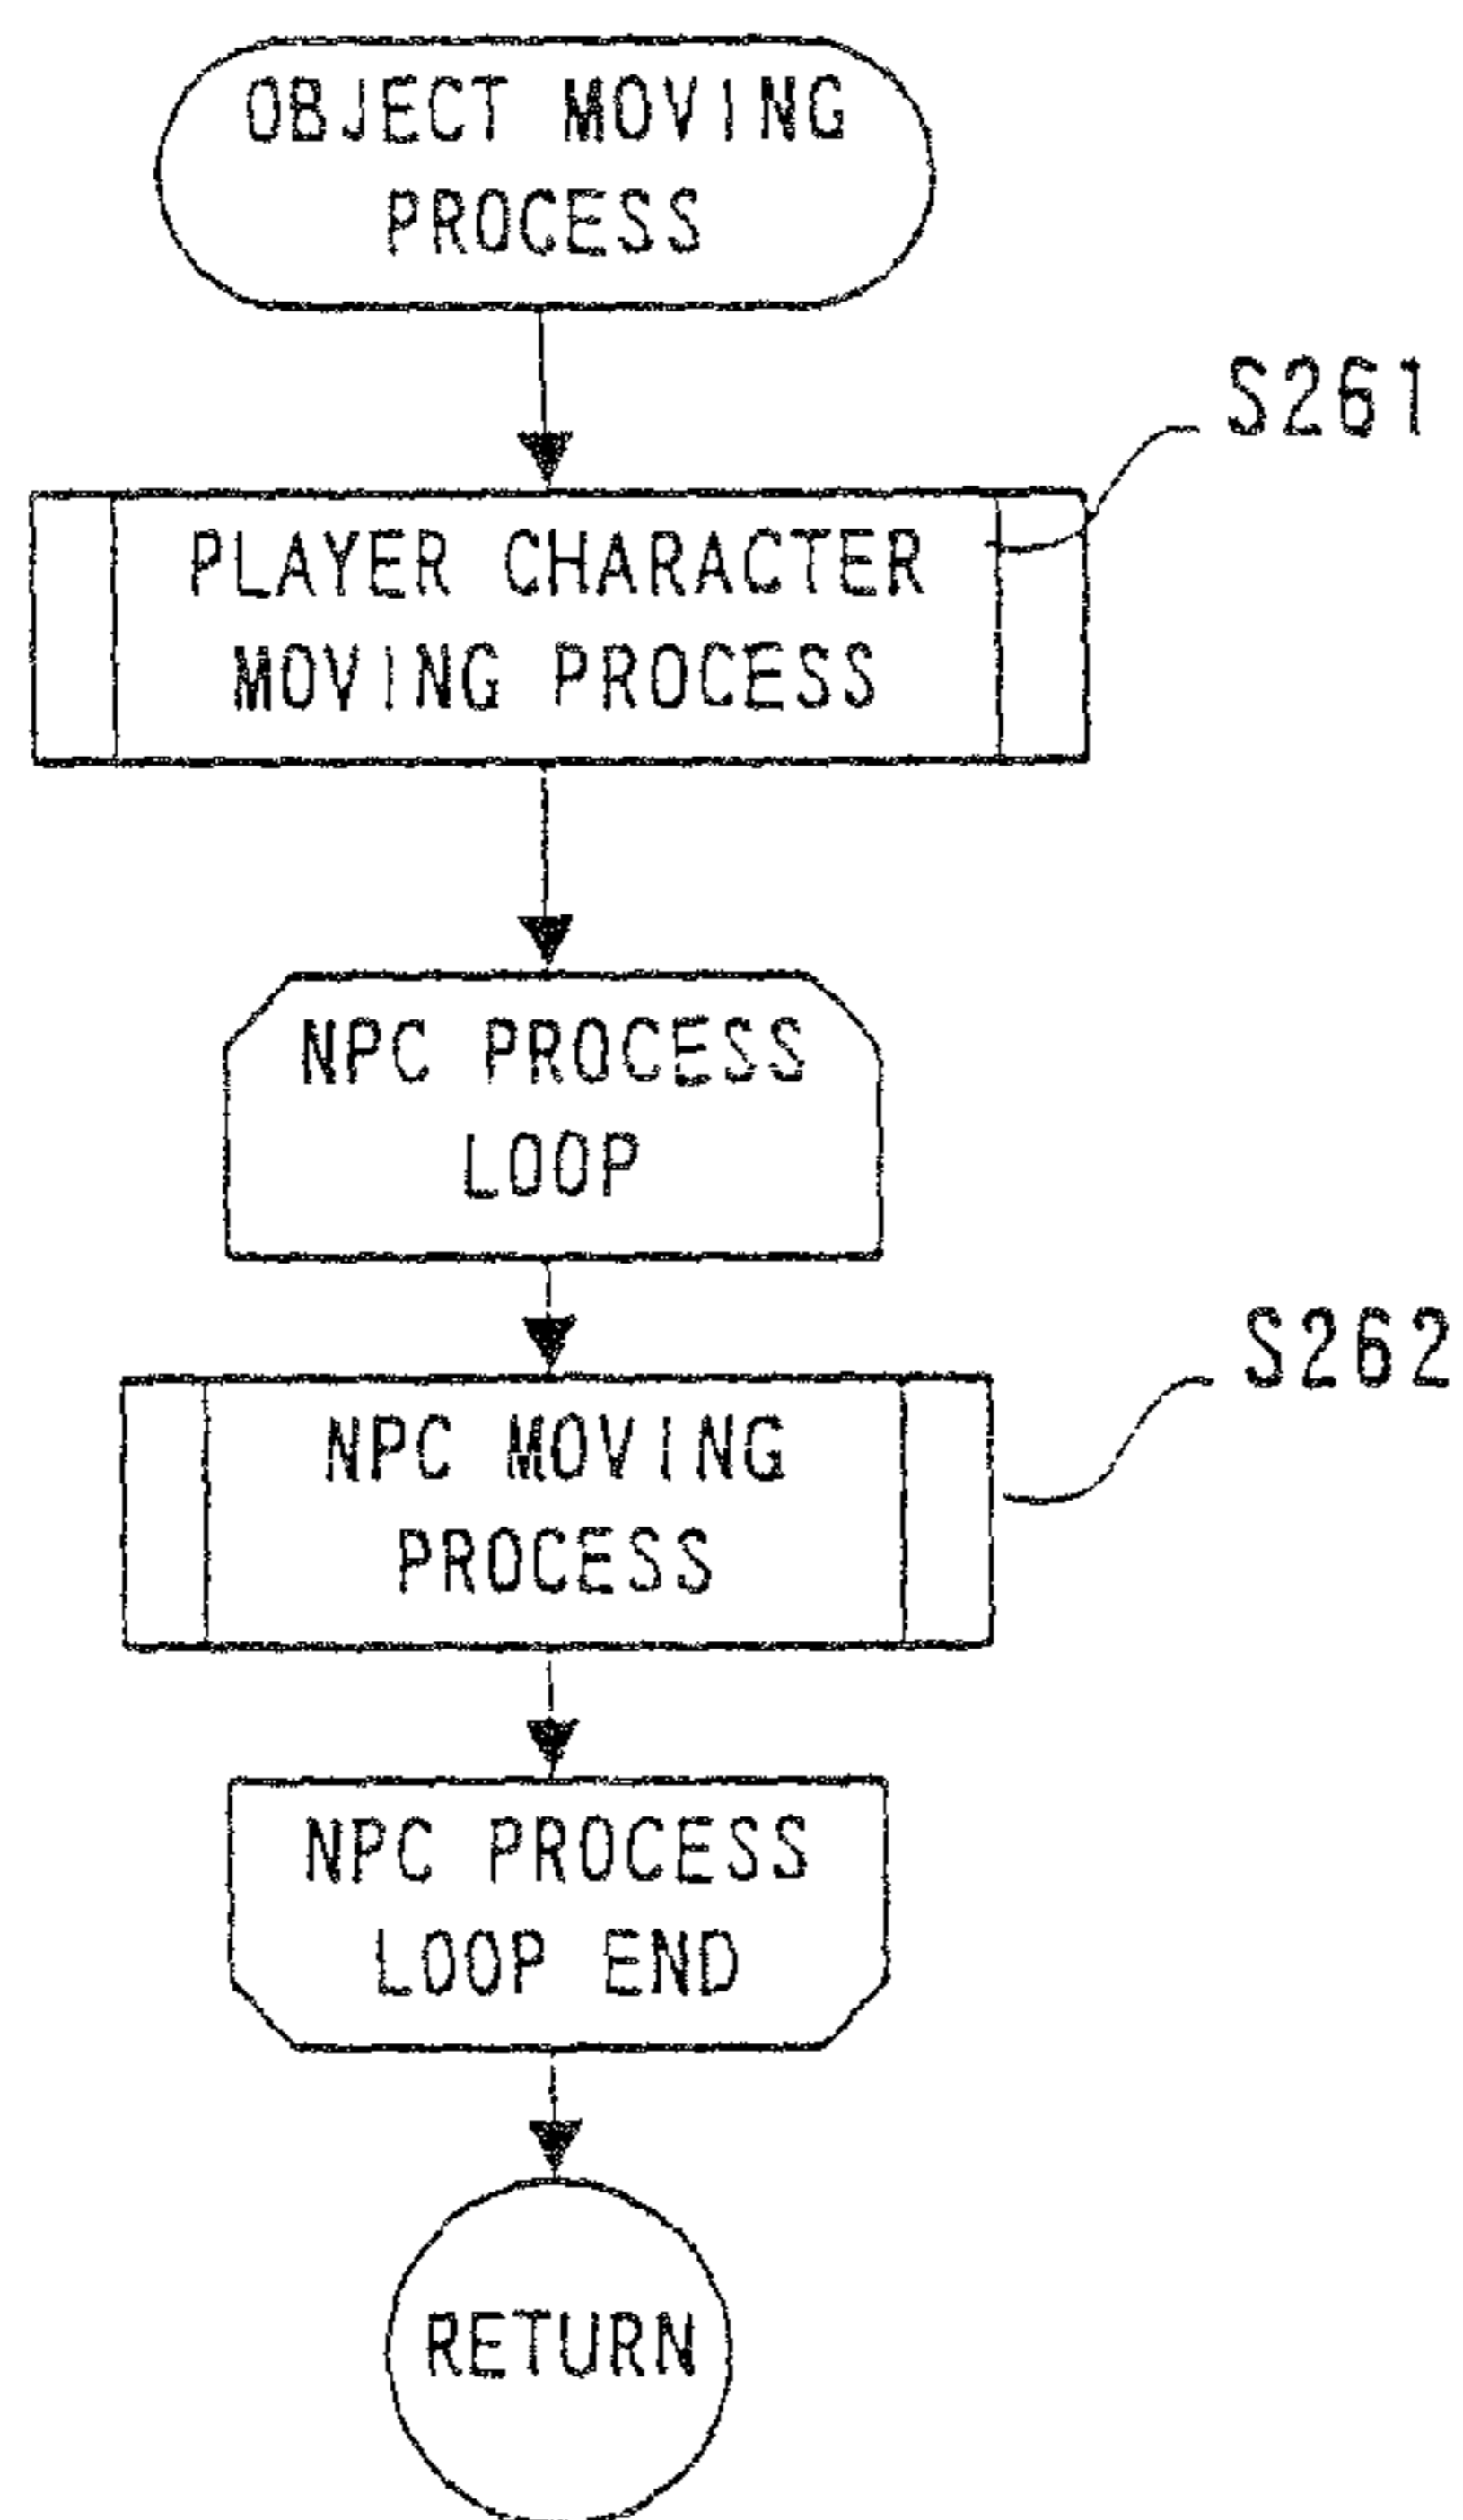 OBJECT MOVING
PROCESS
S261
PLAYER CHARACTER
MOVING PROCESS
NPC PROCESS
LOOP
S262
NPC MOVING
PROCESS
NPC PROCESS
LOOP END
RETURN